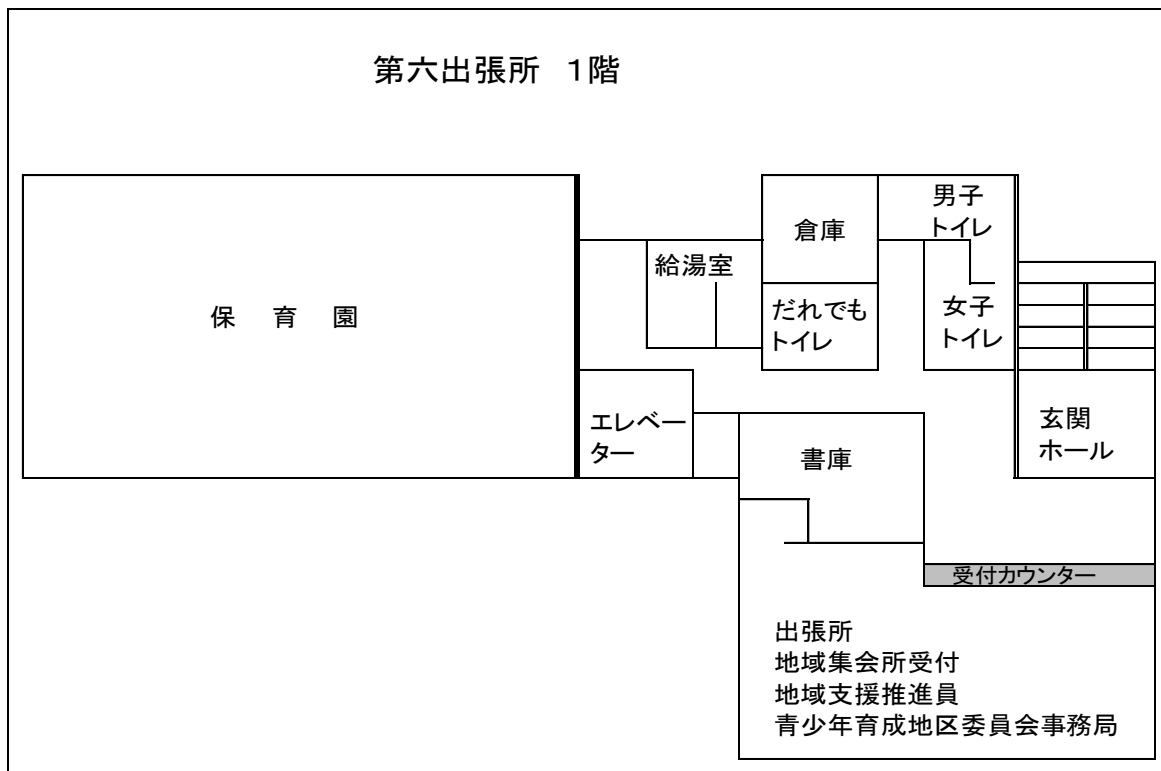 第六出張所　１階
男子
トイレ
倉庫
給湯室
保　育　園
だれでも
トイレ
女子
トイレ
エレベー
ター
書庫
玄関
ホール
受付カウンター
出張所
地域集会所受付
地域支援推進員
青少年育成地区委員会事務局